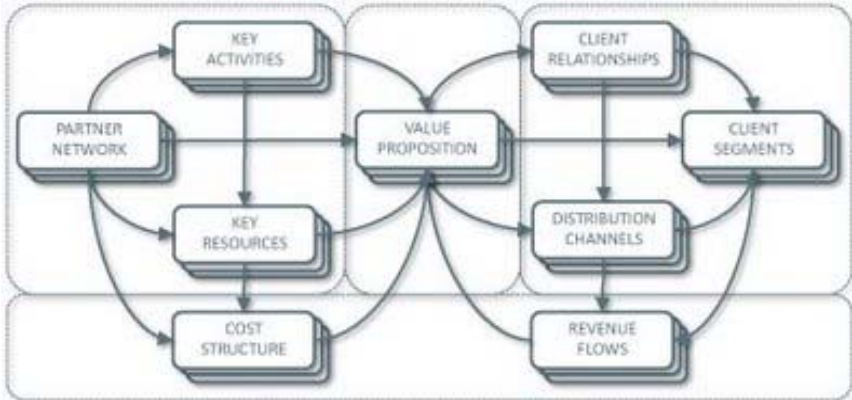 KEY
ACTIVITIES
CLIENT
RELATIONSHIPS
PARTNER
NETWORK
VALUE
PROPOSITION
CLIENT
SEGMENTS
KEY
RESOURCES
DISTRIBUTION
CHANNELS
COST
STRUCTURE
REVENUE
FLOWS